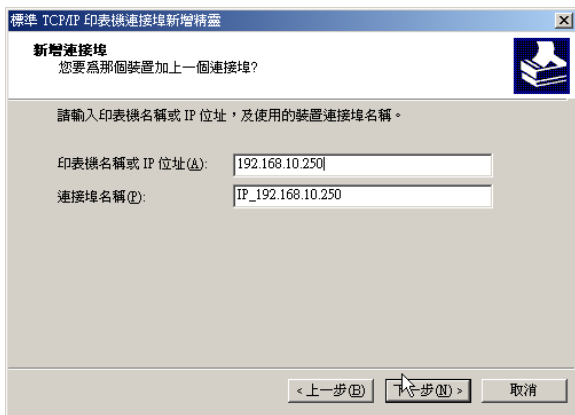 標準 TCP/IP 印表機連接埠新增精靈
新增連接埠
您要為那個裝置加上一個連接埠?
請輸入印表機名稱或 IP 位址,及使用的裝置連接埠名稱。
印表機名稱或 IP 位址(A): 192.168.10.250
連接埠名稱(P): IP_192.168.10.250
<上一步(B) 下一步(N)> 取消